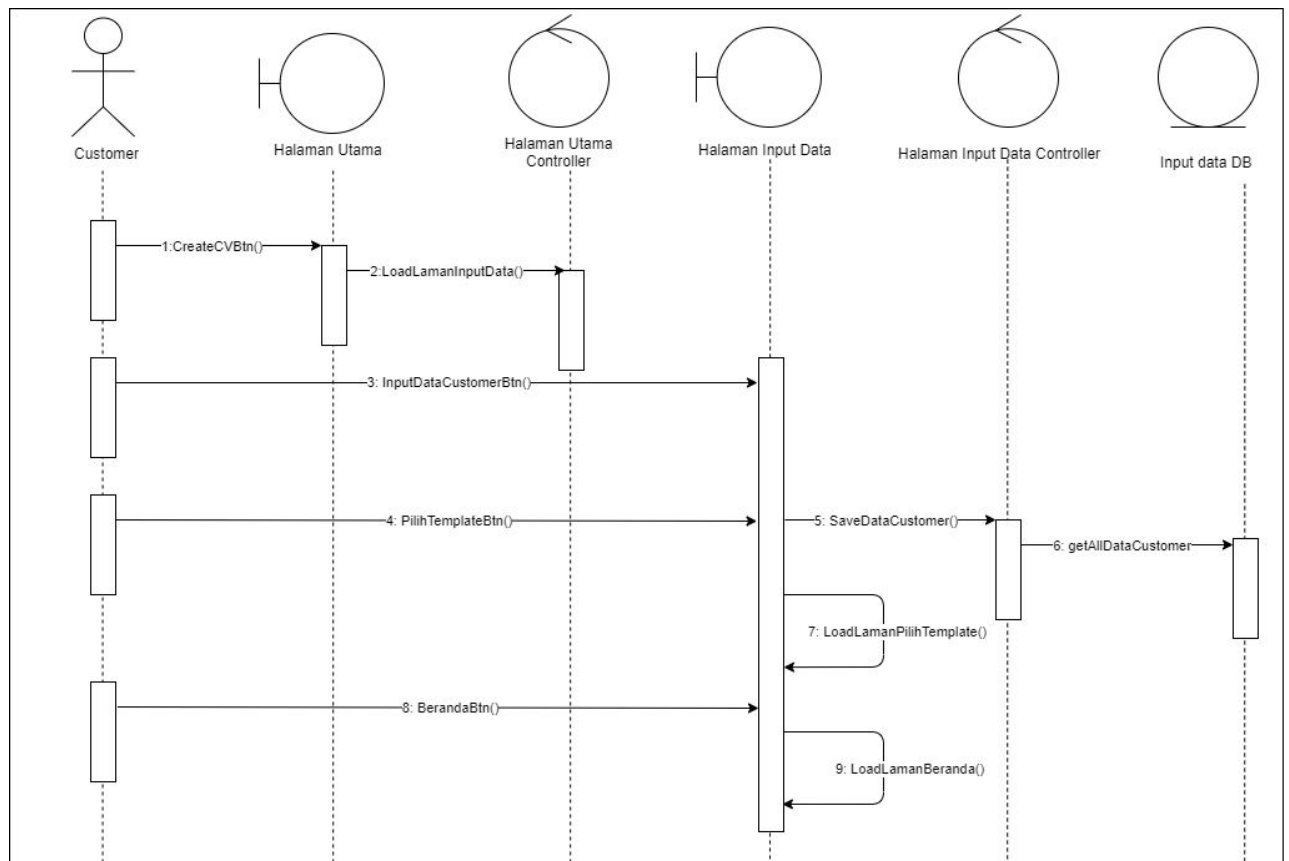 Customer
Halaman Utama
Halaman Utama
Controller
Halaman Input Data
Halaman Input Data Controller
Input data DB
1:CreateCVBtn()
2:LoadLamanInputData()
3: InputDataCustomerBtn()
4: PilihTemplateBtn()
5: SaveDataCustomer()
6: getAllDataCustomer
7: LoadLamanPilihTemplate()
8: BerandaBtn()
9: LoadLamanBeranda()